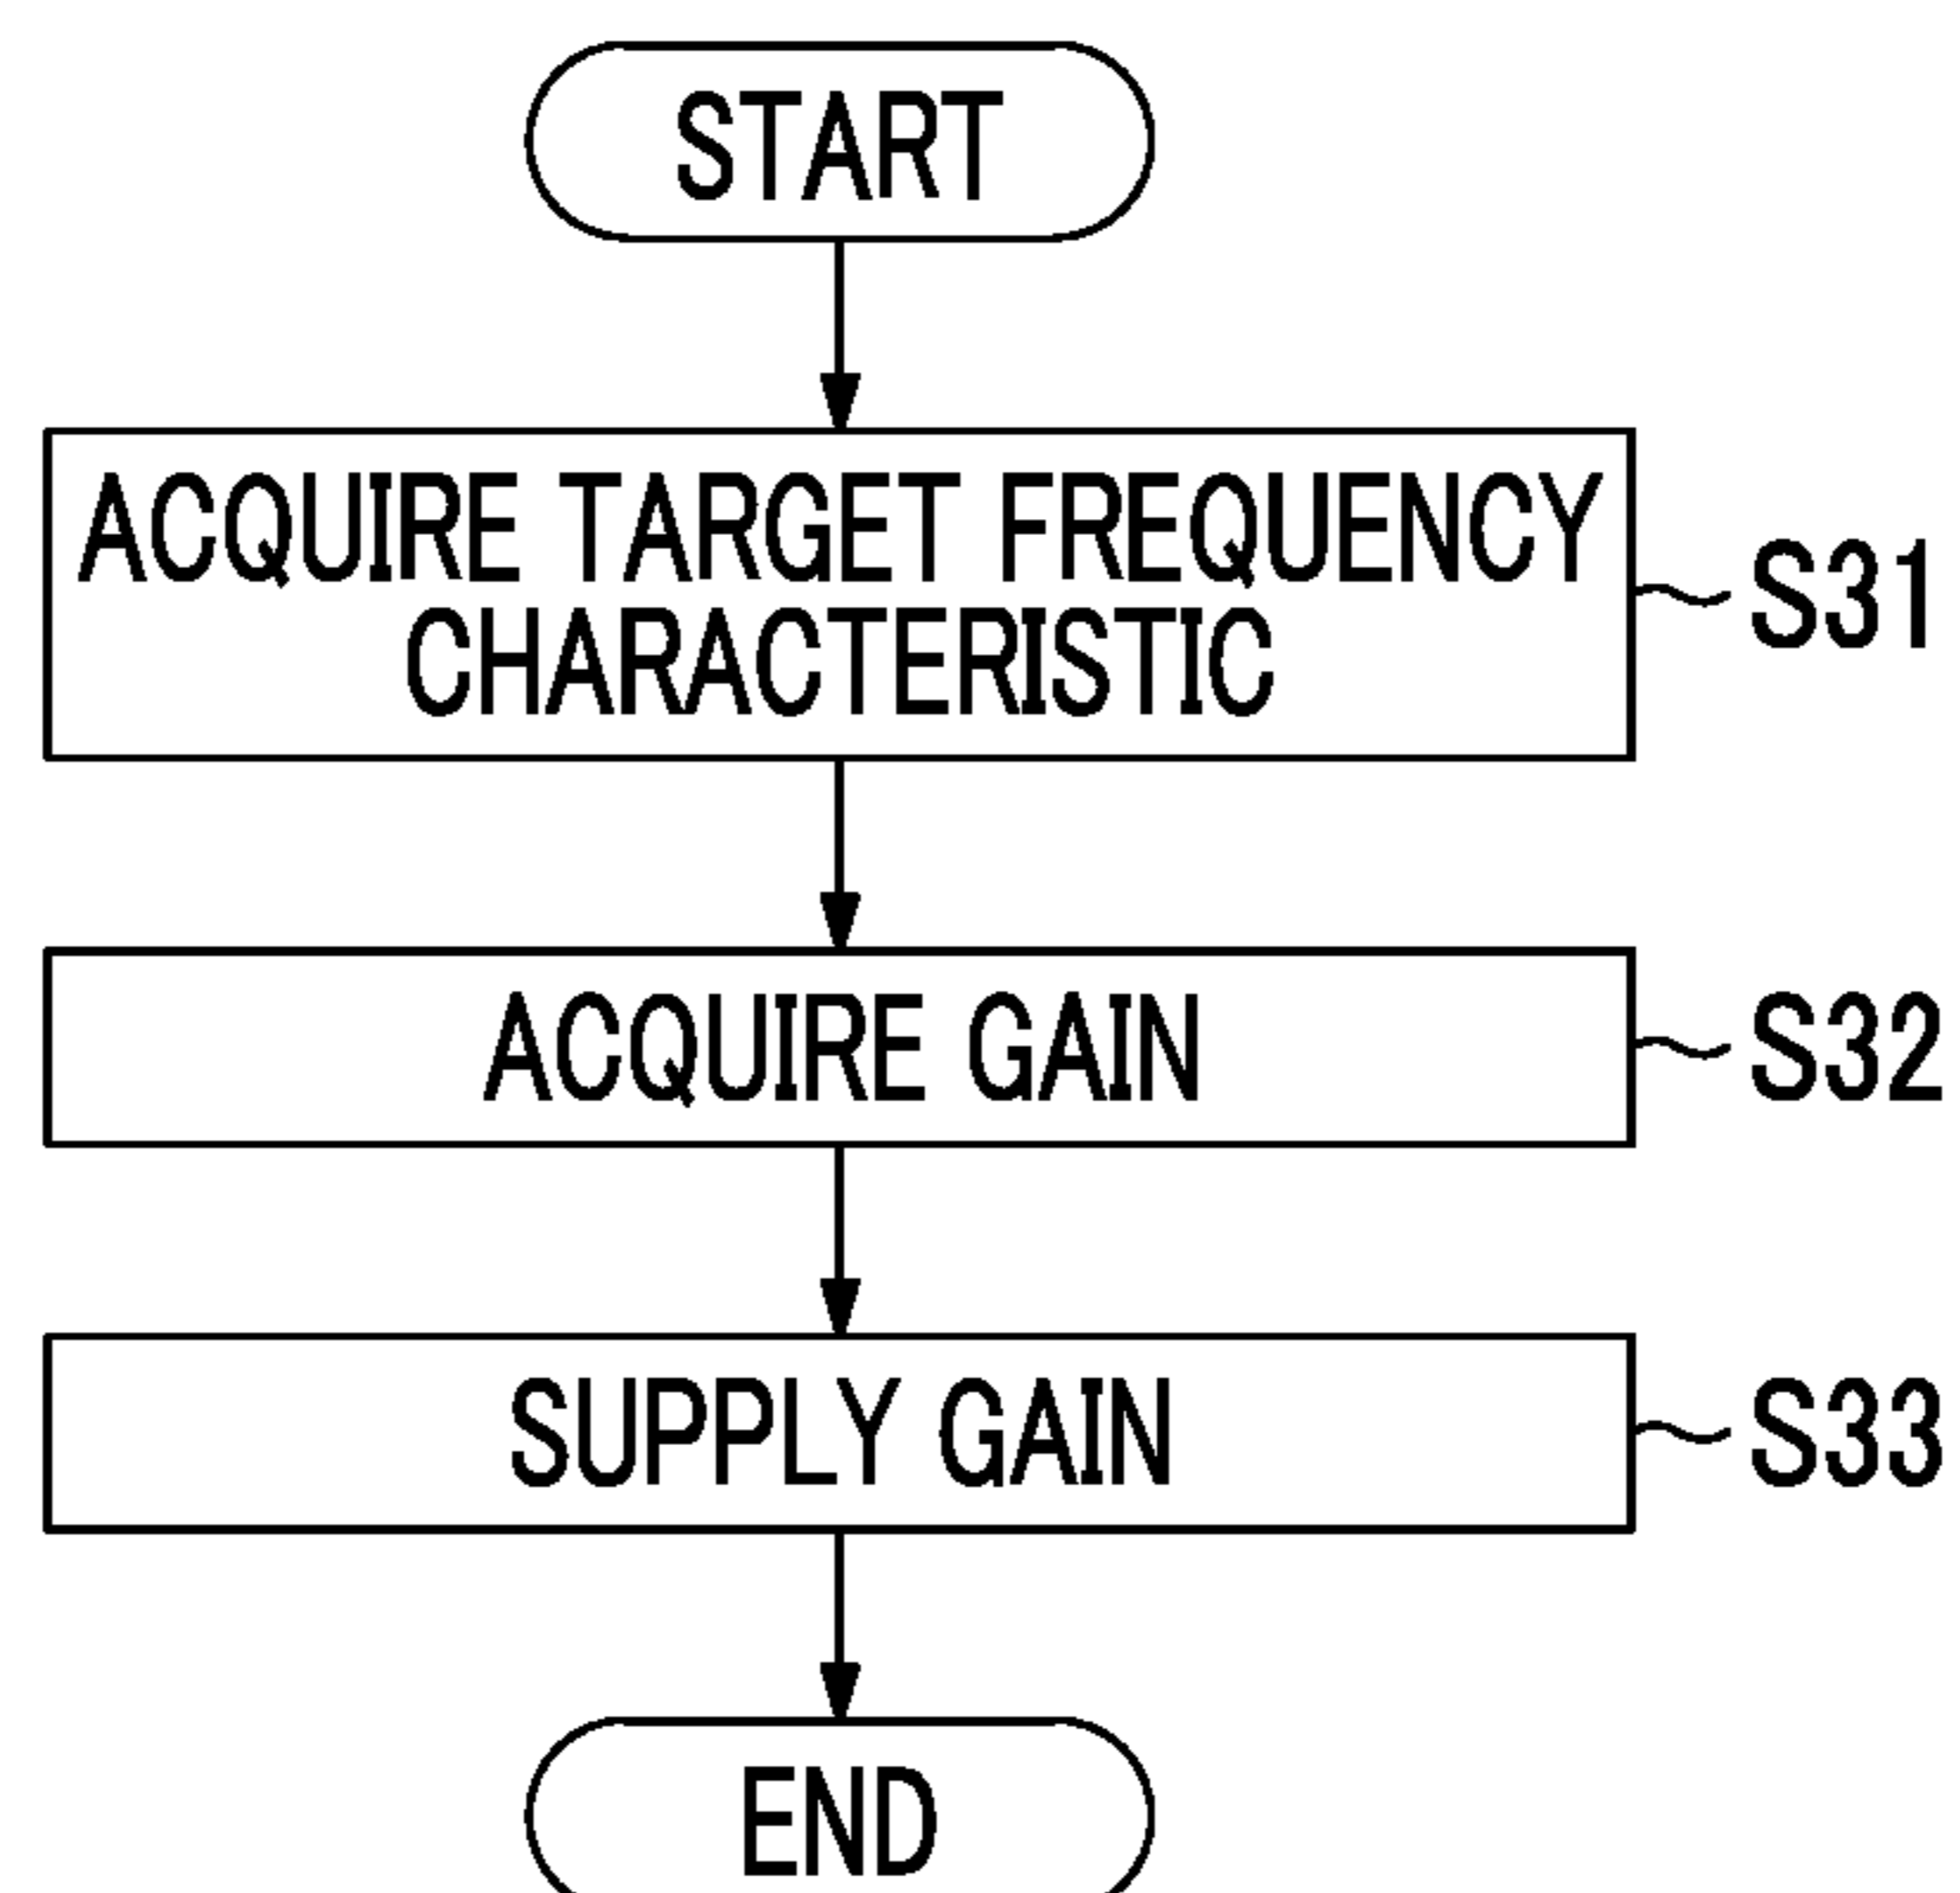 START
ACQUIRE TARGET FREQUENCY
CHARACTERISTIC
S31
ACQUIRE GAIN
S32
SUPPLY GAIN
S33
END